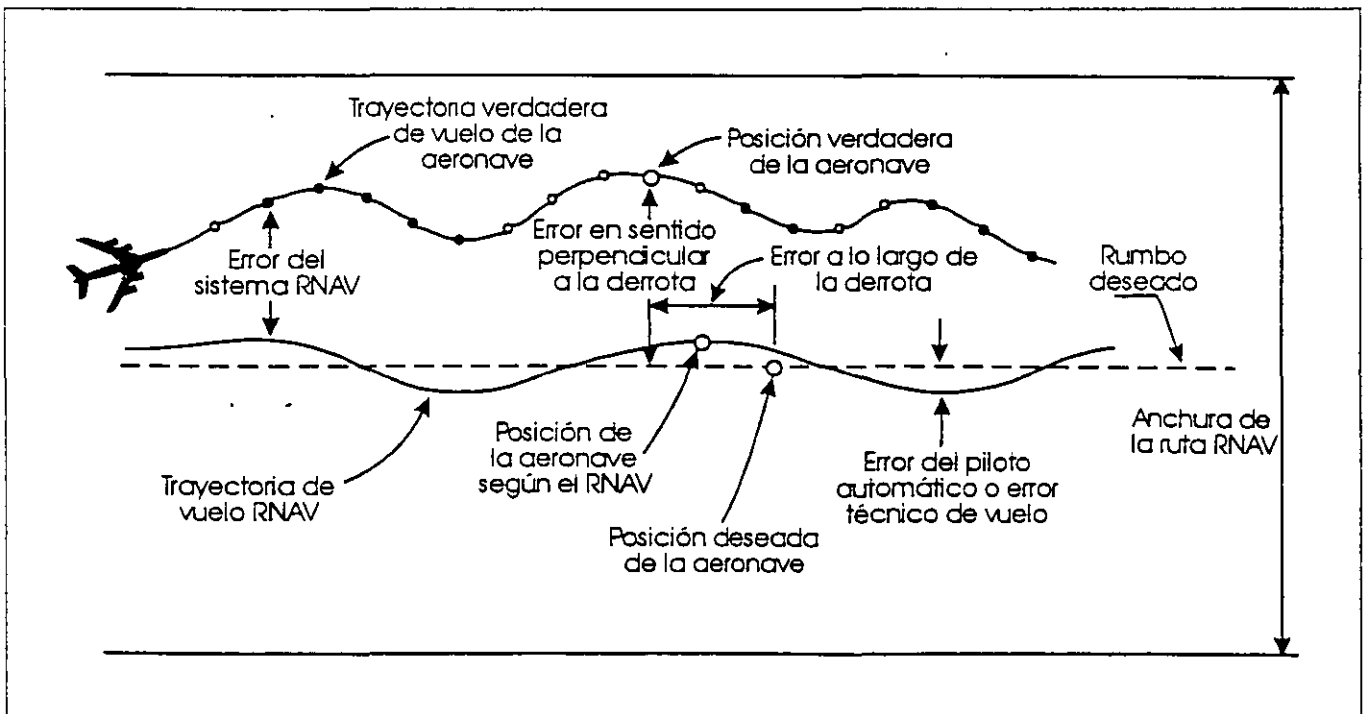 Trayectoria verdadera
de vuelo de la
aeronave
Posición verdadera
de la aeronave
Error del
sistema RNAV
Error en sentido
perpendicular
a la derrota
Error a lo largo de
la derrota
Rumbo
deseado
Trayectoria de
vuelo RNAV
Posición de
la aeronave
según el RNAV
Posición deseada
de la aeronave
Error del piloto
automático o error
técnico de vuelo
Anchura de
la ruta RNAV